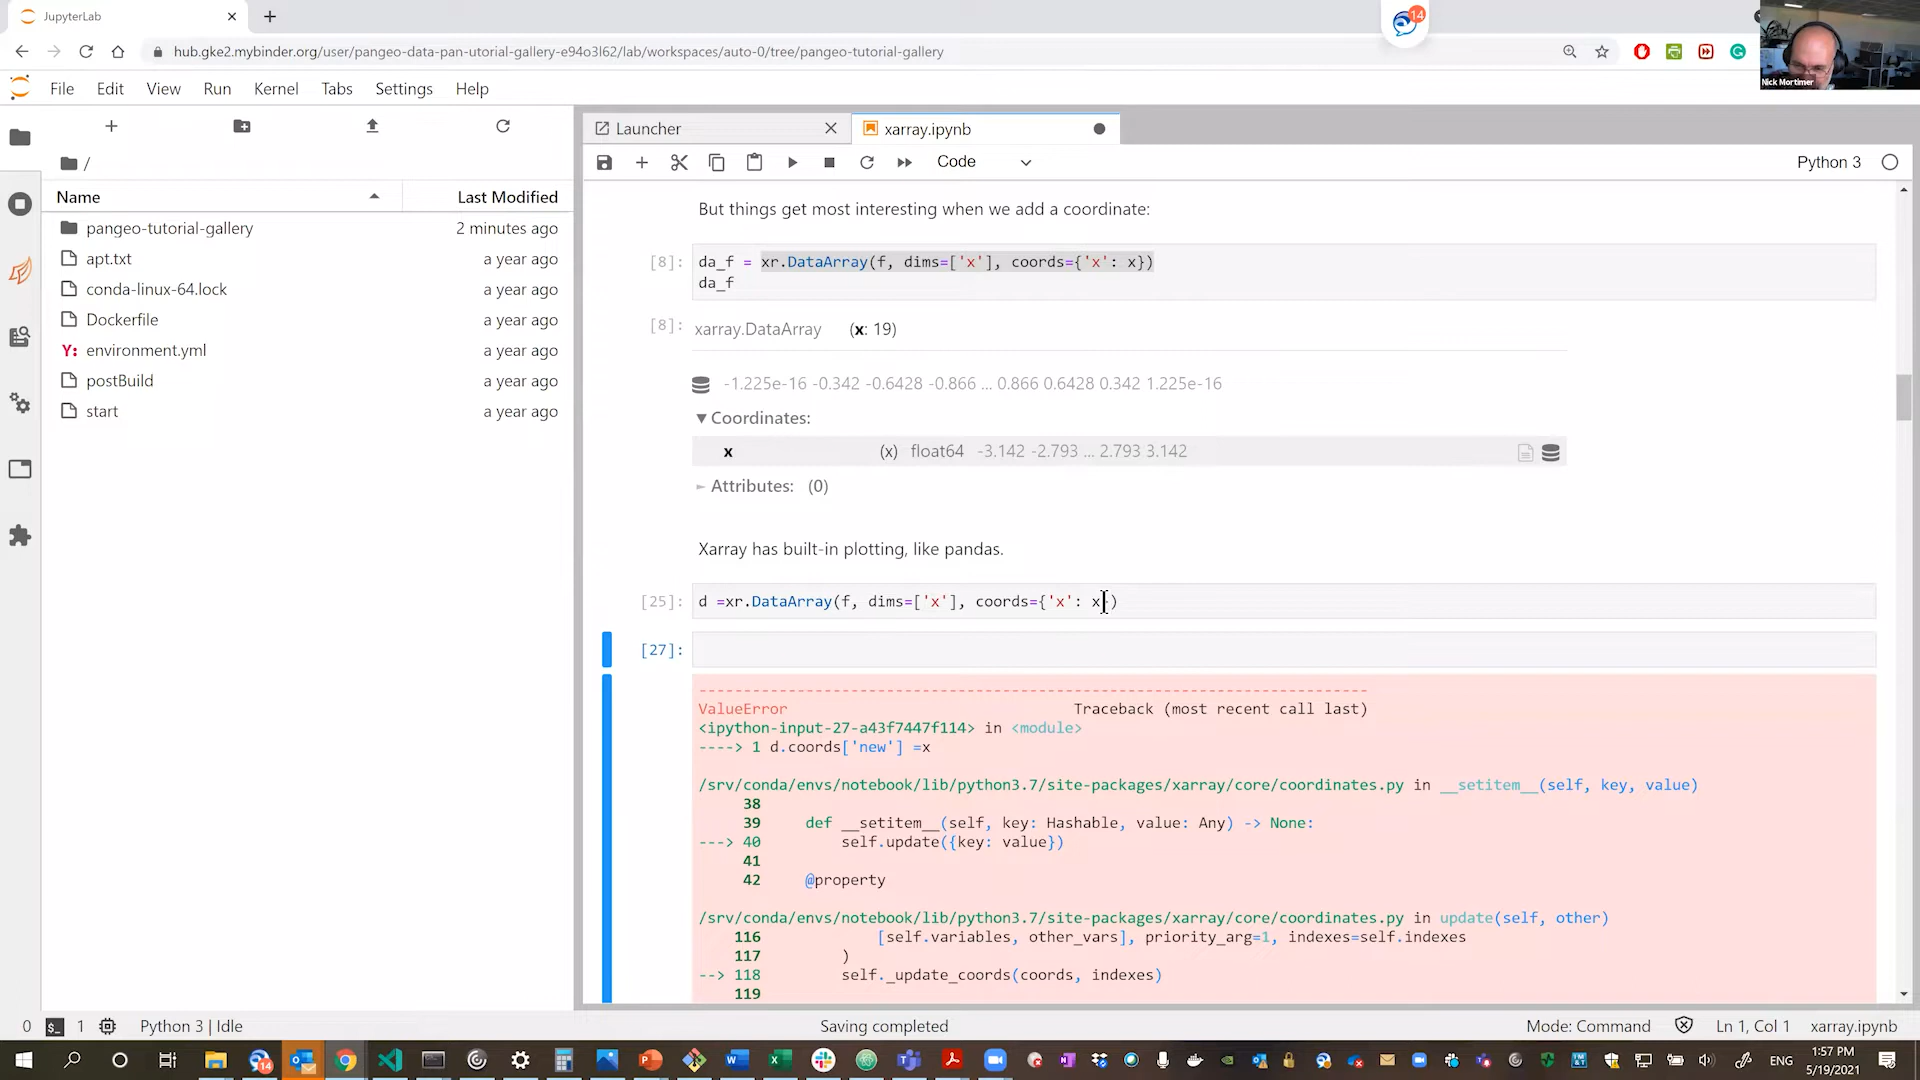 JupyterLab
14
hub.gke2.mybinder.org/user/pangeo-data-pan-utorial-gallery-e94o3l62/lab/workspaces/auto-0/tree/pangeo-tutorial-gallery
Nick Mortimer
File Edit View Run Kernel Tabs Settings Help
Launcher
xarray.ipynb
/
Code
Python 3
Name Last Modified
pangeo-tutorial-gallery 2 minutes ago
apt.txt a year ago
conda-linux-64.lock a year ago
Dockerfile a year ago
Y: environment.yml a year ago
postBuild a year ago
start a year ago
But things get most interesting when we add a coordinate:
[8]: da_f = xr.DataArray(f, dims=['x'], coords={'x': x})
da_f
[8]: xarray.DataArray (x: 19)
-1.225e-16 -0.342 -0.6428 -0.866 ... 0.866 0.6428 0.342 1.225e-16
▼ Coordinates:
x (x) float64 -3.142 -2.793 ... 2.793 3.142
► Attributes: (0)
Xarray has built-in plotting, like pandas.
[25]: d =xr.DataArray(f, dims=['x'], coords={'x': x})
[27]:
---------------------------------------------------------------------------
ValueError Traceback (most recent call last)
<ipython-input-27-a43f7447f114> in <module>
----> 1 d.coords['new'] =x
/srv/conda/envs/notebook/lib/python3.7/site-packages/xarray/core/coordinates.py in __setitem__(self, key, value)
38
39 def __setitem__(self, key: Hashable, value: Any) -> None:
---> 40 self.update({key: value})
41
42 @property
/srv/conda/envs/notebook/lib/python3.7/site-packages/xarray/core/coordinates.py in update(self, other)
116 [self.variables, other_vars], priority_arg=1, indexes=self.indexes
117 )
--> 118 self._update_coords(coords, indexes)
119
0 $_ 1 Python 3 | Idle Saving completed Mode: Command Ln 1, Col 1 xarray.ipynb
14
ENG
1:57 PM
5/19/2021